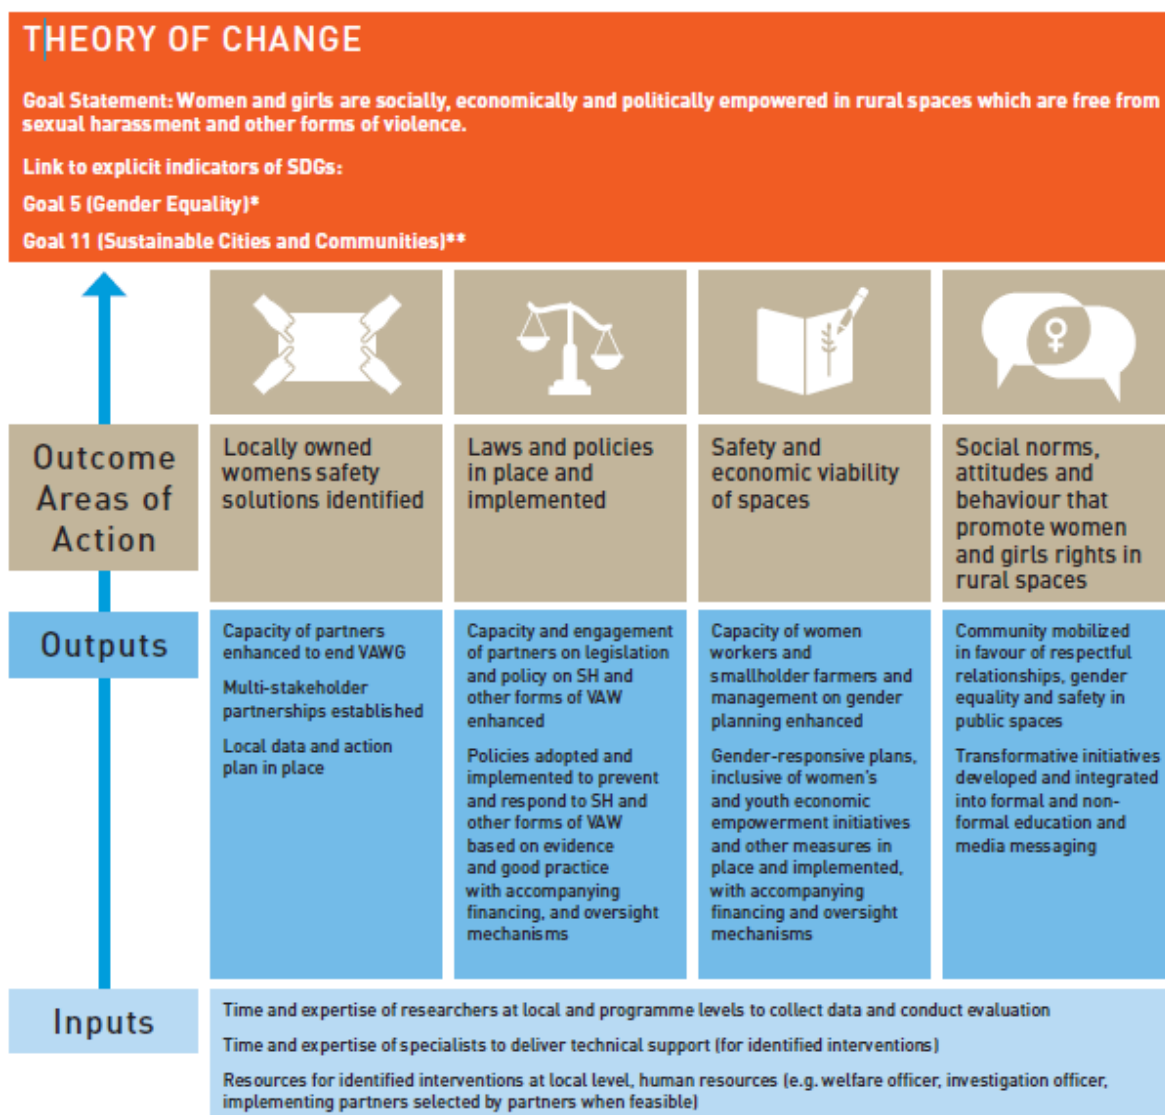 THEORY OF CHANGE
Goal Statement: Women and girls are socially, economically and politically empowered in rural spaces which are free from
sexual harassment and other forms of violence.
Link to explicit indicators of SDGs:
Goal 5 (Gender Equality)*
Goal 11 (Sustainable Cities and Communities)**
Outcome
Areas of
Action
Locally owned
womens safety
solutions identified
Laws and policies
in place and
implemented
Safety and
economic viability
of spaces
Social norms,
attitudes and
behaviour that
promote women
and girls rights in
rural spaces
Outputs
Capacity of partners
enhanced to end VAWG
Multi-stakeholder
partnerships established
Local data and action
plan in place
Capacity and engagement
of partners on legislation
and policy on SH and
other forms of VAW
enhanced
Policies adopted and
implemented to prevent
and respond to SH and
other forms of VAW
based on evidence
and good practice
with accompanying
financing, and oversight
mechanisms
Capacity of women
workers and
smallholder farmers and
management on gender
planning enhanced
Gender-responsive plans,
inclusive of women's
and youth economic
empowerment initiatives
and other measures in
place and implemented,
with accompanying
financing and oversight
mechanisms
Community mobilized
in favour of respectful
relationships, gender
equality and safety in
public spaces
Transformative initiatives
developed and integrated
into formal and non-
formal education and
media messaging
Inputs
Time and expertise of researchers at local and programme levels to collect data and conduct evaluation
Time and expertise of specialists to deliver technical support (for identified interventions)
Resources for identified interventions at local level, human resources (e.g. welfare officer, investigation officer,
implementing partners selected by partners when feasible)